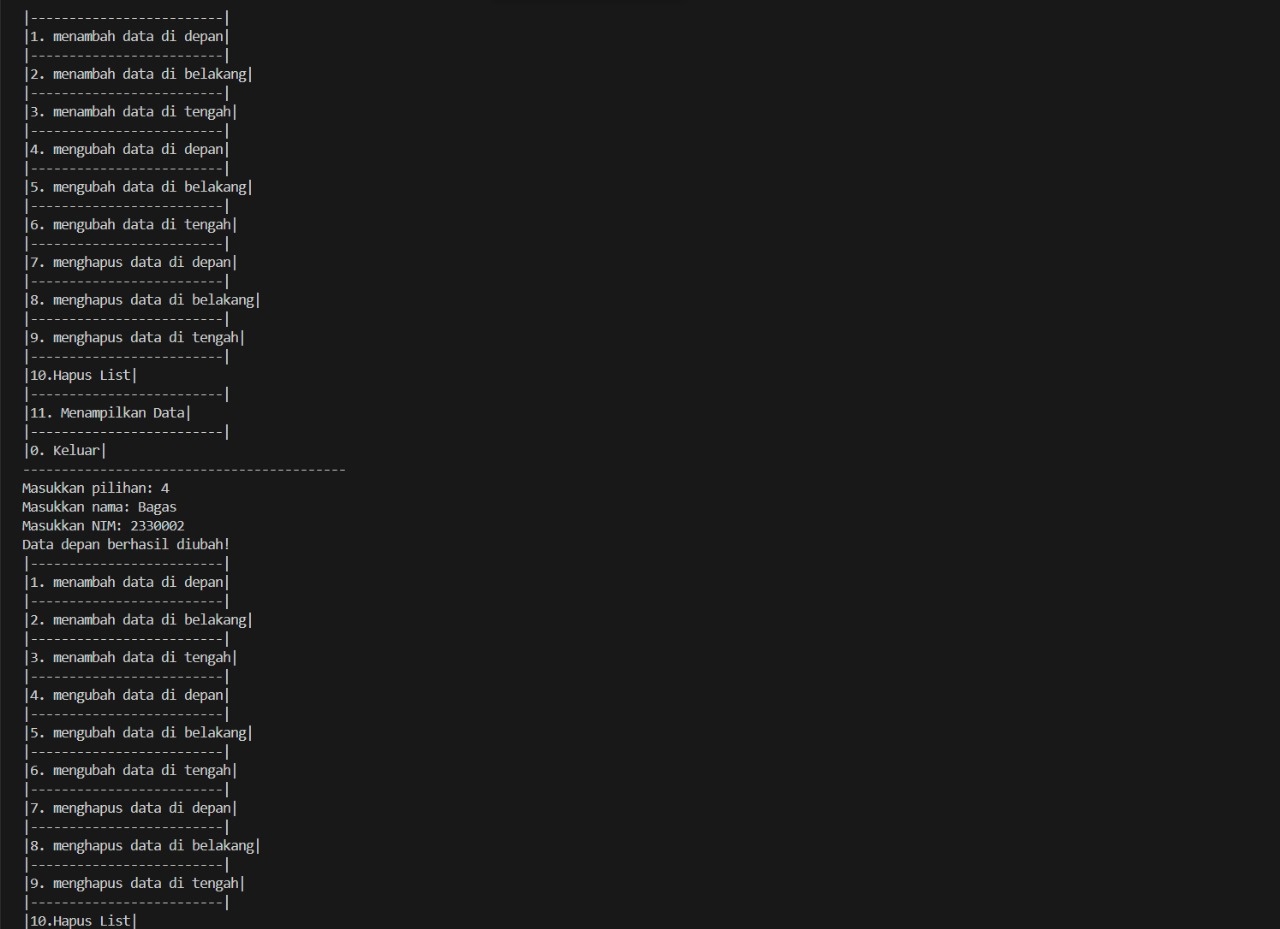 |-------------------------|
|1. menambah data di depan|
|-------------------------|
|2. menambah data di belakang|
|-------------------------|
|3. menambah data di tengah|
|-------------------------|
|4. mengubah data di depan|
|-------------------------|
|5. mengubah data di belakang|
|-------------------------|
|6. mengubah data di tengah|
|-------------------------|
|7. menghapus data di depan|
|-------------------------|
|8. menghapus data di belakang|
|-------------------------|
|9. menghapus data di tengah|
|-------------------------|
|10.Hapus List|
|-------------------------|
|11. Menampilkan Data|
|-------------------------|
|0. Keluar|
------------------------------------------
Masukkan pilihan: 4
Masukkan nama: Bagas
Masukkan NIM: 2330002
Data depan berhasil diubah!
|-------------------------|
|1. menambah data di depan|
|-------------------------|
|2. menambah data di belakang|
|-------------------------|
|3. menambah data di tengah|
|-------------------------|
|4. mengubah data di depan|
|-------------------------|
|5. mengubah data di belakang|
|-------------------------|
|6. mengubah data di tengah|
|-------------------------|
|7. menghapus data di depan|
|-------------------------|
|8. menghapus data di belakang|
|-------------------------|
|9. menghapus data di tengah|
|-------------------------|
|10.Hapus List|